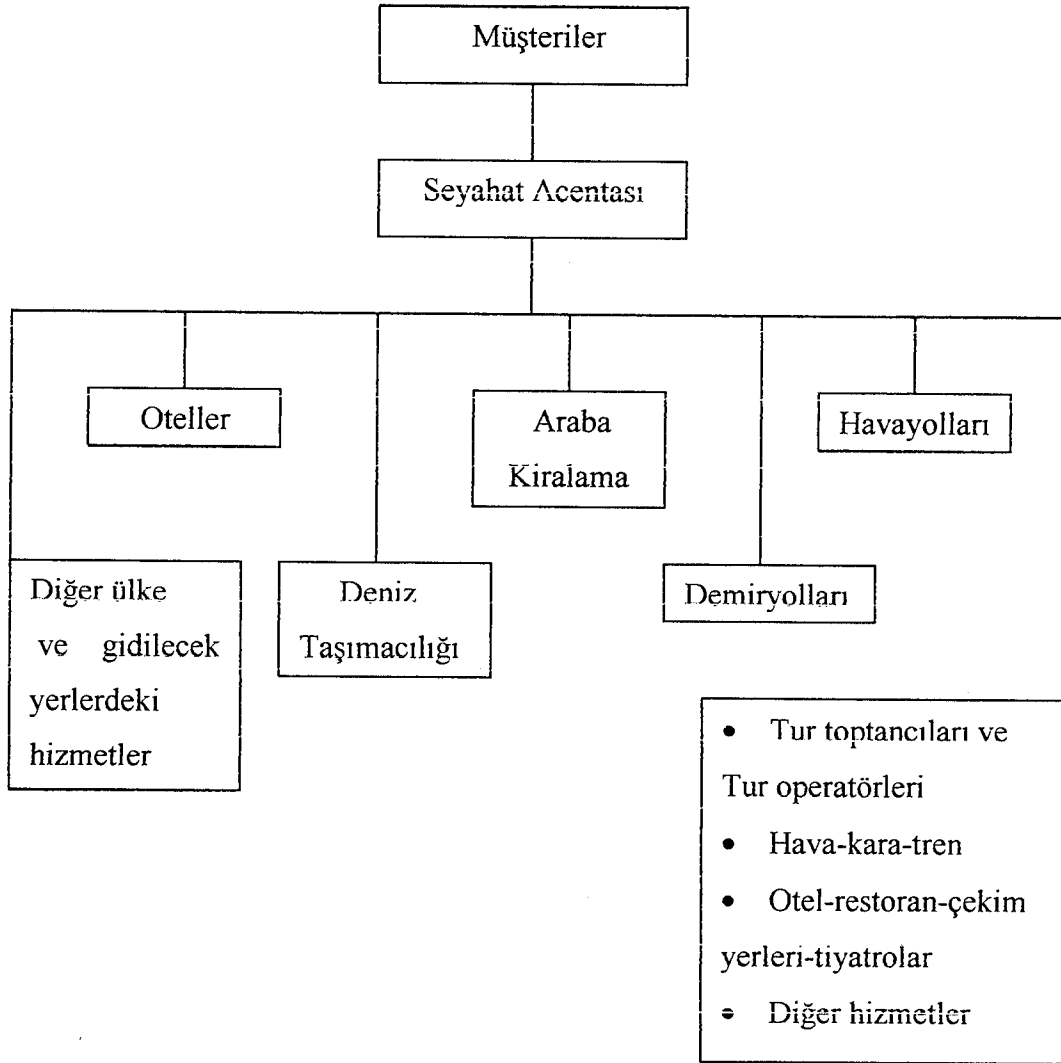 Müşteriler
Seyahat Acentası
Oteller
Araba
Kiralama
Havayolları
Diğer ülke
ve gidilecek
yerlerdeki
hizmetler
Deniz
Taşımacılığı
Demiryolları
• Tur toptancıları ve
Tur operatörleri
• Hava-kara-tren
• Otel-restoran-çekim
yerleri-tiyatrolar
• Diğer hizmetler